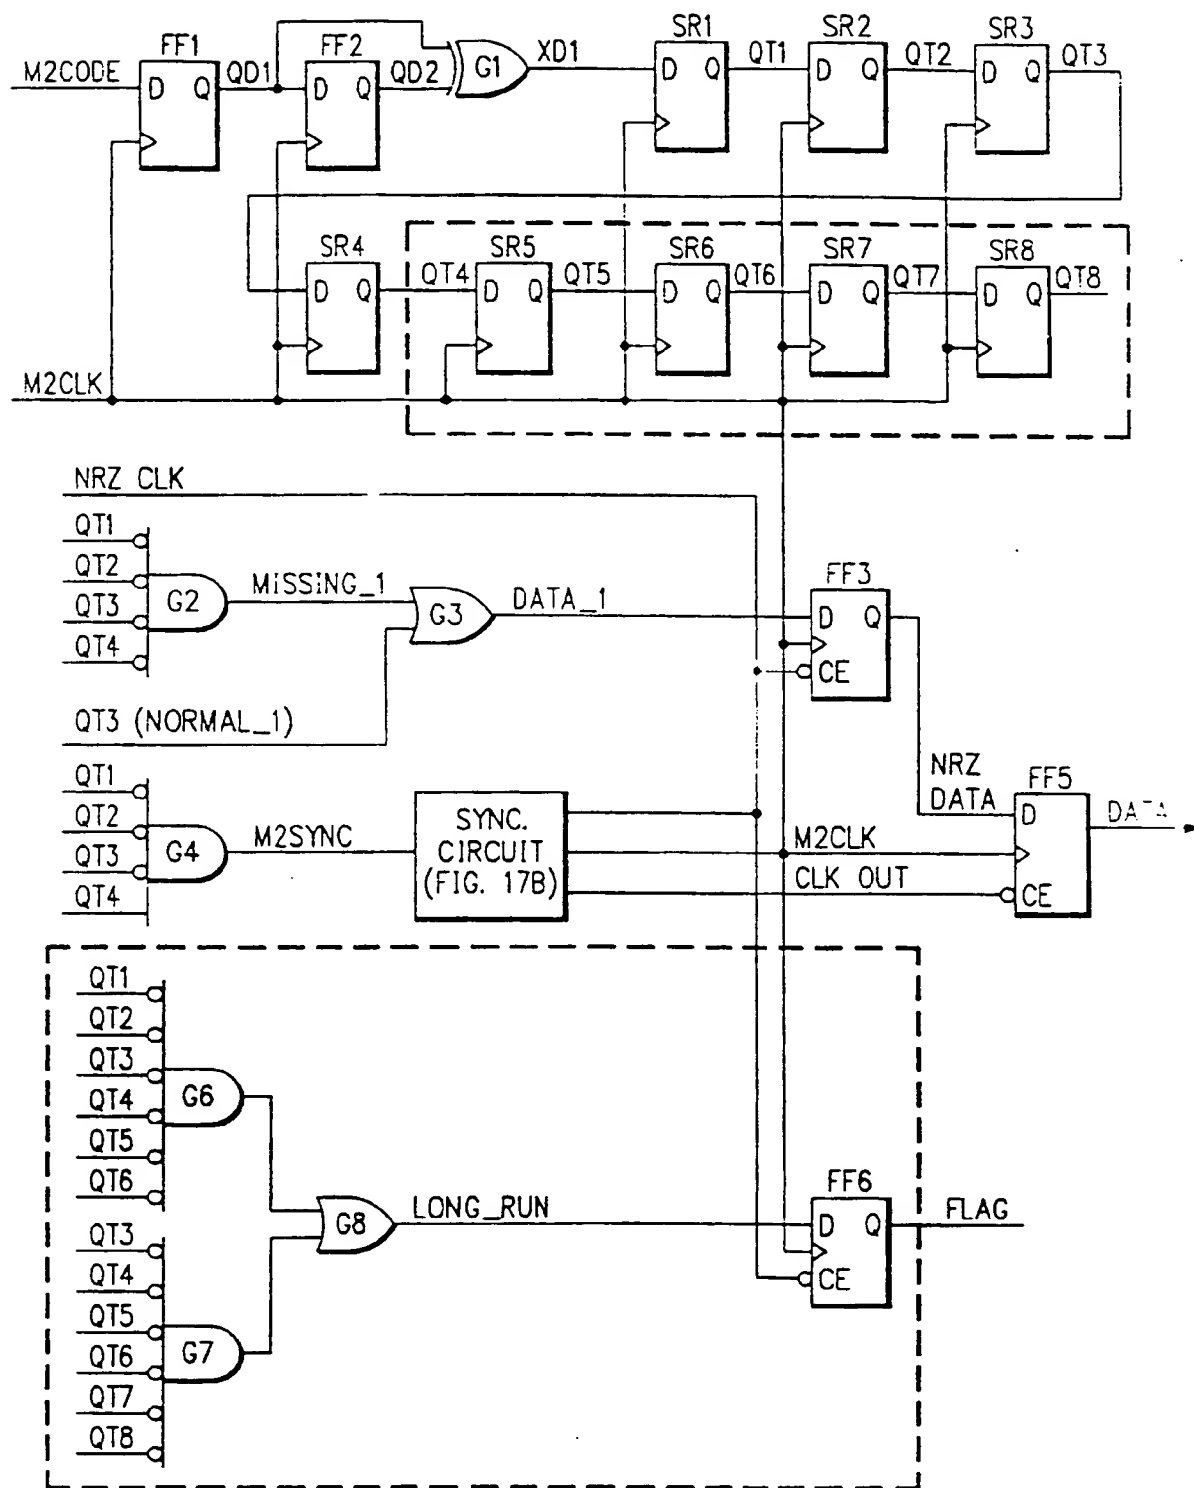 FF1 FF2 SR1 SR2 SR3
M2CODE D Q QD1 D Q QD2 G1 XD1 D Q QT1 D Q QT2 D Q QT3
SR4 SR5 SR6 SR7 SR8
D Q QT4 D Q QT5 D Q QT6 D Q QT7 D Q QT8
M2CLK
NRZ CLK
QT1
QT2
QT3
QT4
G2
MISSING_1
G3
DATA_1
FF3
D Q
CE
QT3 (NORMAL_1)
QT1
QT2
QT3
QT4
G4
M2SYNC
SYNC.
CIRCUIT
(FIG. 17B)
M2CLK
CLK OUT
NRZ
DATA
FF5
D
CE
DATA
QT1
QT2
QT3
QT4
QT5
QT6
G6
QT3
QT4
QT5
QT6
QT7
QT8
G7
G8
LONG_RUN
FF6
D Q
CE
FLAG